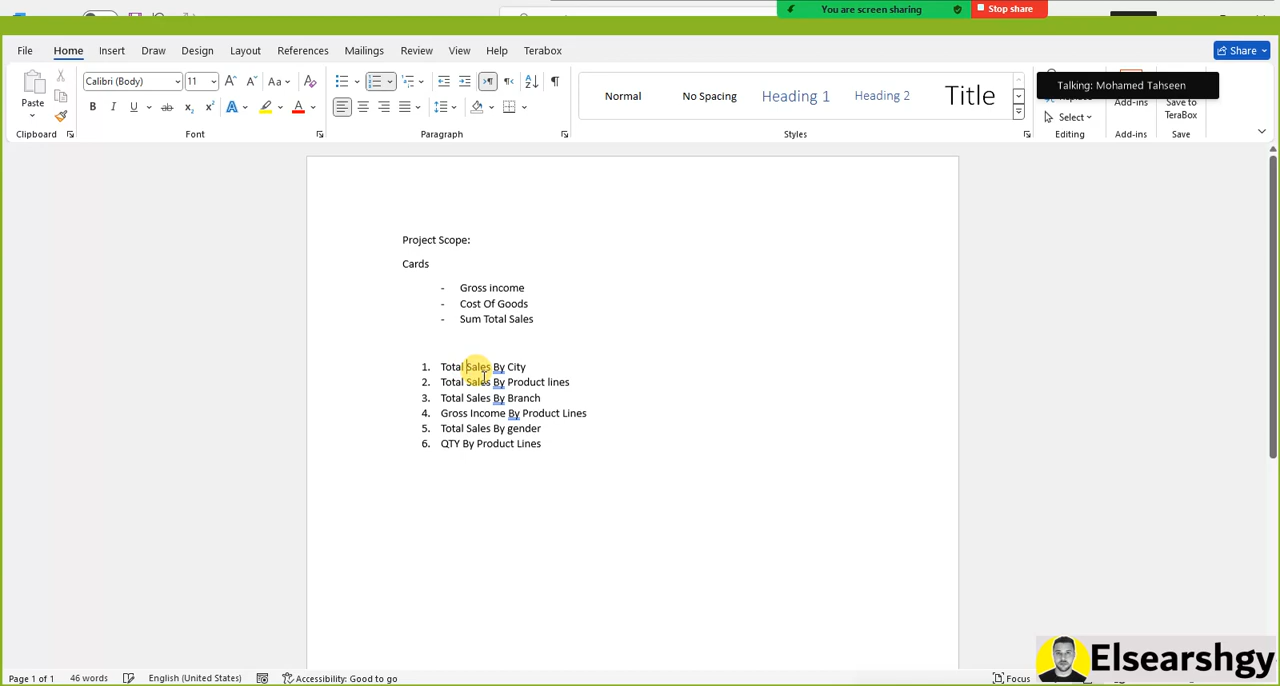 You are screen sharing
Stop share
File Home Insert Draw Design Layout References Mailings Review View Help Terabox
Share
Talking: Mohamed Tahseen
Paste
Calibri (Body) 11
Normal No Spacing Heading 1 Heading 2 Title
Select
Add-ins
Save to
TeraBox
Clipboard Font Paragraph Styles Editing Add-ins Save
Project Scope:
Cards
- Gross income
- Cost Of Goods
- Sum Total Sales
1. Total Sales By City
2. Total Sales By Product lines
3. Total Sales By Branch
4. Gross Income By Product Lines
5. Total Sales By gender
6. QTY By Product Lines
Elsearshgy
Page 1 of 1 46 words English (United States) Accessibility: Good to go Focus